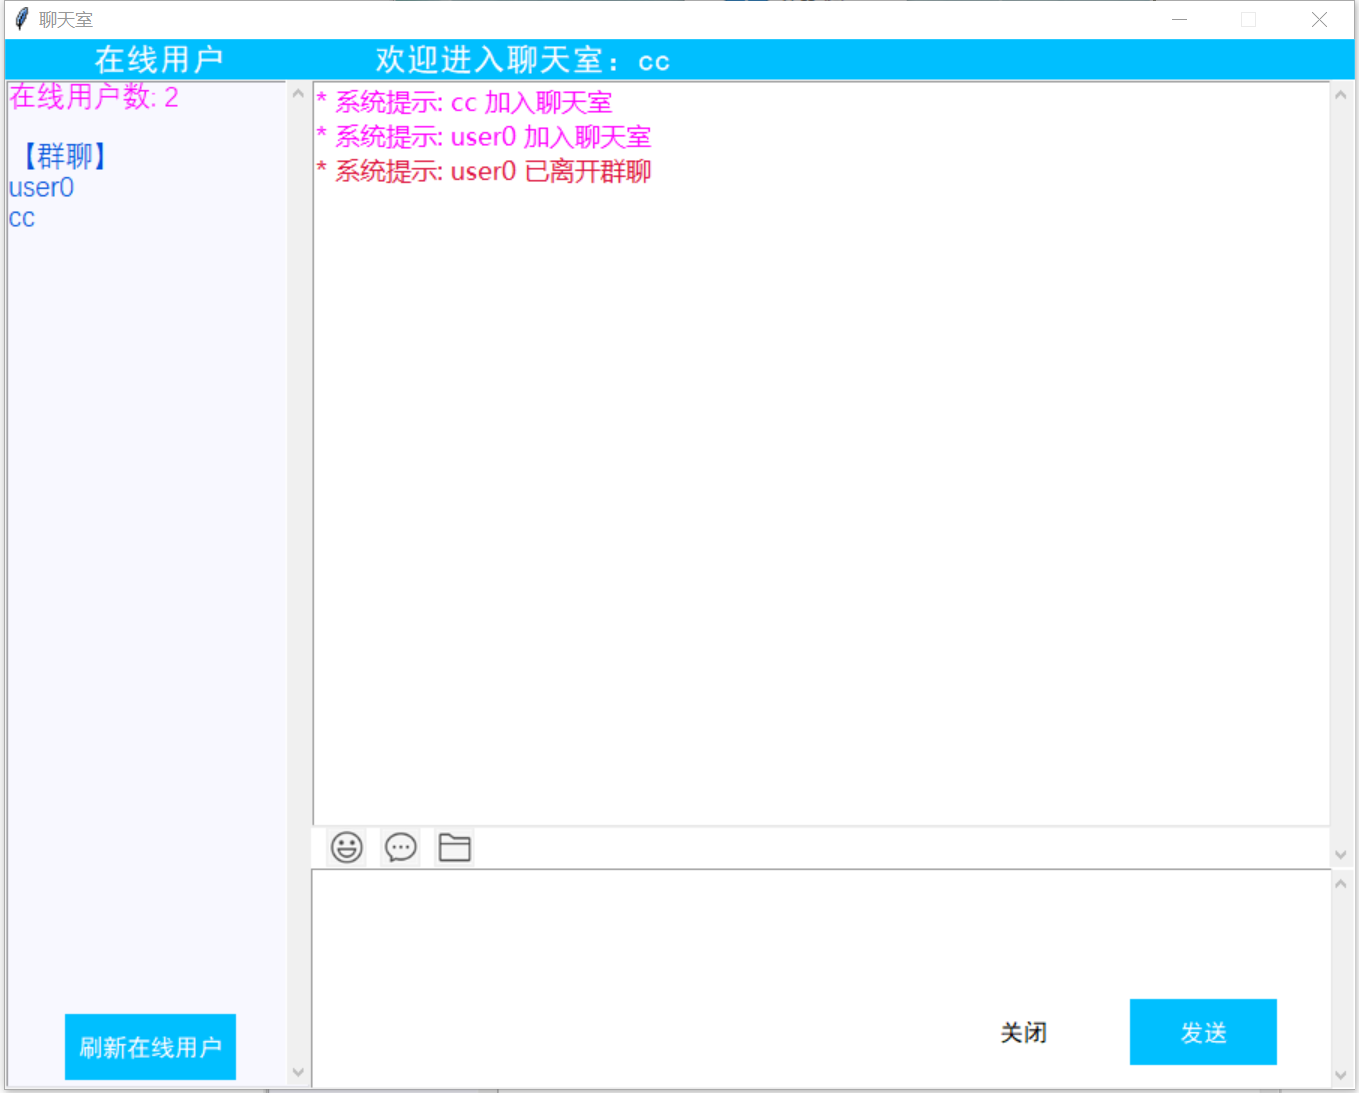 聊天室
在线用户
欢迎进入聊天室：cc
在线用户数: 2
【群聊】
user0
cc
* 系统提示: cc 加入聊天室
* 系统提示: user0 加入聊天室
* 系统提示: user0 已离开群聊
刷新在线用户
关闭
发送